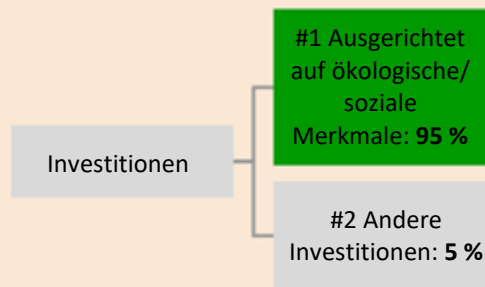 #1 Ausgerichtet
auf ökologische/
soziale
Merkmale: 95 %
Investitionen
#2 Andere
Investitionen: 5 %